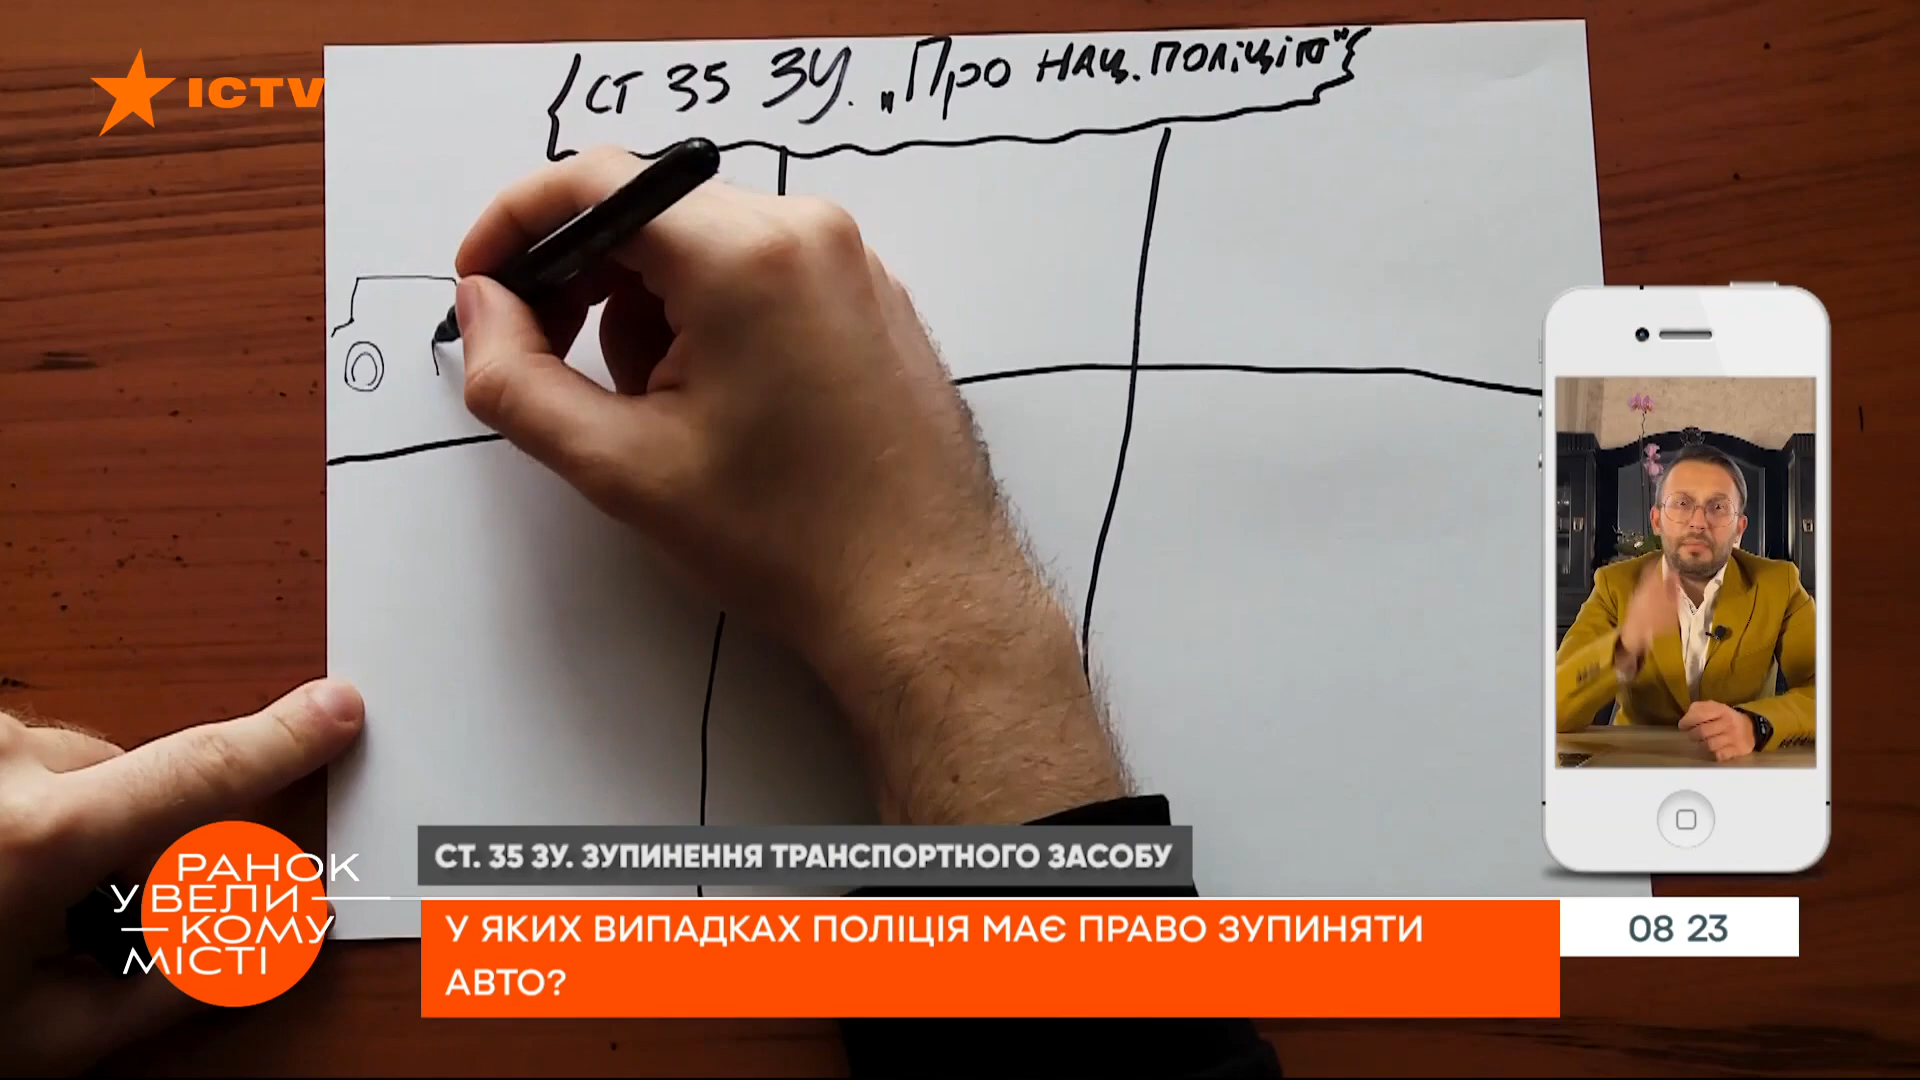 ICTV
СТ 35 ЗУ. „Про нац. поліцію"
СТ. 35 ЗУ. ЗУПИНЕННЯ ТРАНСПОРТНОГО ЗАСОБУ
РАНОК
У ВЕЛИ
КОМУ
МІСТІ
У ЯКИХ ВИПАДКАХ ПОЛІЦІЯ МАЄ ПРАВО ЗУПИНЯТИ
АВТО?
08 23